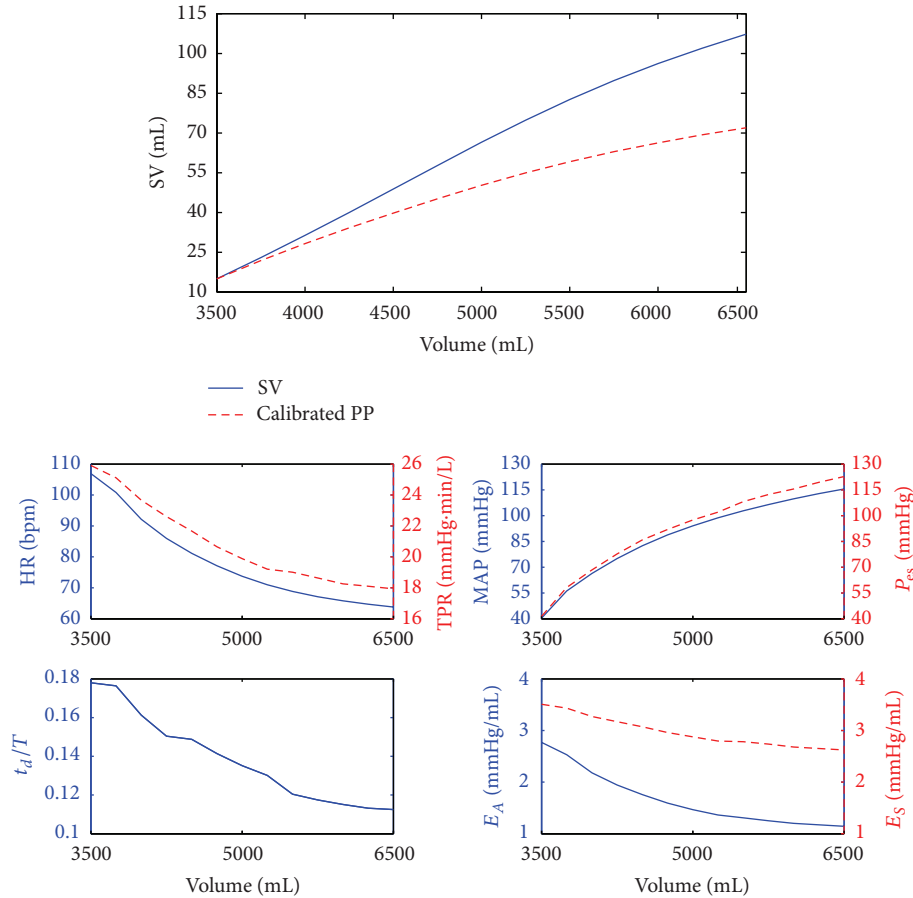 115
100
85
70
55
40
25
10
SV (mL)
3500 4000 4500 5000 5500 6000 6500
Volume (mL)
SV
Calibrated PP
110
100
90
80
70
60
HR (bpm)
26
24
22
20
18
16
TPR (mmHg·min/L)
3500 5000 6500
130
115
100
85
70
55
40
MAP (mmHg)
130
115
100
85
70
55
40
P_es (mmHg)
3500 5000 6500
0.18
0.16
0.14
0.12
0.1
t_d/T
3500 5000 6500
Volume (mL)
4
3
2
1
E_A (mmHg/mL)
4
3
2
1
E_S (mmHg/mL)
3500 5000 6500
Volume (mL)